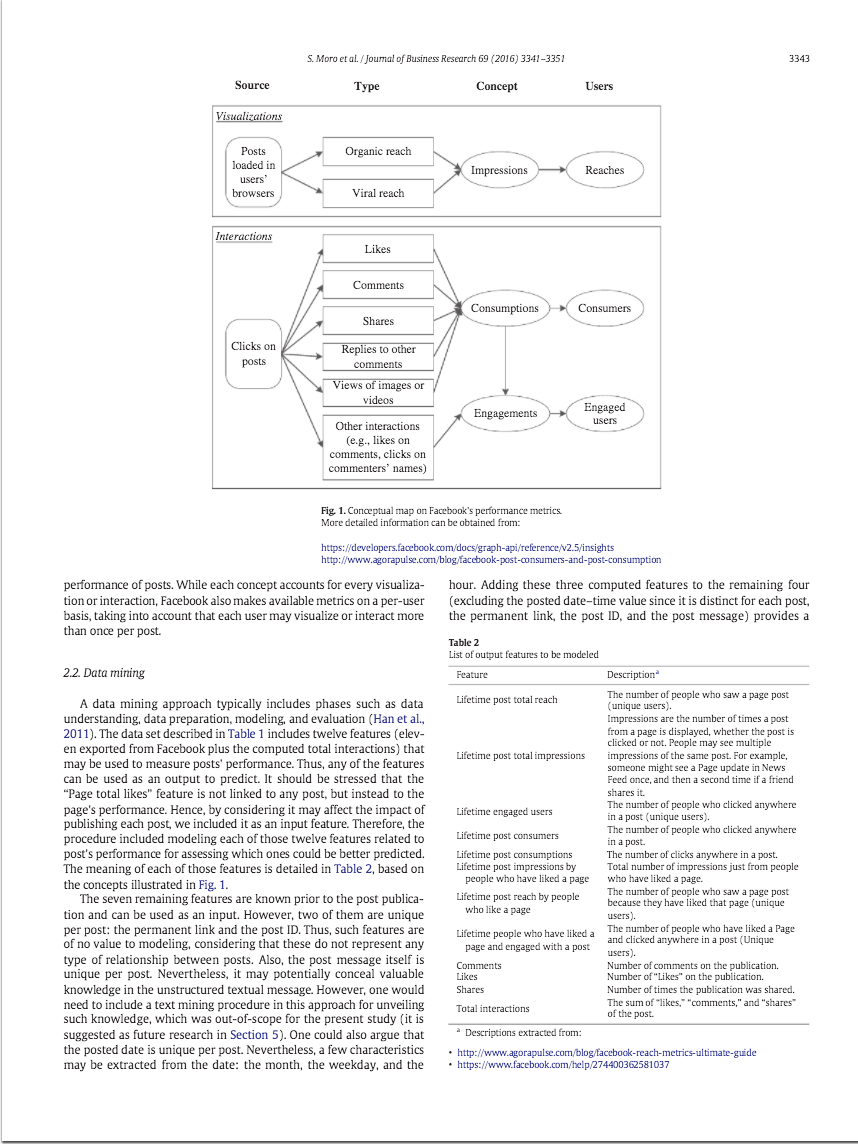 S. Moro et al. / Journal of Business Research 69 (2016) 3341–3351
3343
Source
Type
Concept
Users
Visualizations
Posts
loaded in
users'
browsers
Organic reach
Viral reach
Impressions
Reaches
Interactions
Clicks on
posts
Likes
Comments
Shares
Replies to other
comments
Views of images or
videos
Other interactions
(e.g., likes on
comments, clicks on
commenters' names)
Consumptions
Consumers
Engagements
Engaged
users
Fig. 1. Conceptual map on Facebook's performance metrics.
More detailed information can be obtained from:
https://developers.facebook.com/docs/graph-api/reference/v2.5/insights
http://www.agorapulse.com/blog/facebook-post-consumers-and-post-consumption
performance of posts. While each concept accounts for every visualiza-
tion or interaction, Facebook also makes available metrics on a per-user
basis, taking into account that each user may visualize or interact more
than once per post.
2.2. Data mining
A data mining approach typically includes phases such as data
understanding, data preparation, modeling, and evaluation (Han et al.,
2011). The data set described in Table 1 includes twelve features (elev-
en exported from Facebook plus the computed total interactions) that
may be used to measure posts' performance. Thus, any of the features
can be used as an output to predict. It should be stressed that the
“Page total likes” feature is not linked to any post, but instead to the
page's performance. Hence, by considering it may affect the impact of
publishing each post, we included it as an input feature. Therefore, the
procedure included modeling each of those twelve features related to
post's performance for assessing which ones could be better predicted.
The meaning of each of those features is detailed in Table 2, based on
the concepts illustrated in Fig. 1.
The seven remaining features are known prior to the post publica-
tion and can be used as an input. However, two of them are unique
per post: the permanent link and the post ID. Thus, such features are
of no value to modeling, considering that these do not represent any
type of relationship between posts. Also, the post message itself is
unique per post. Nevertheless, it may potentially conceal valuable
knowledge in the unstructured textual message. However, one would
need to include a text mining procedure in this approach for unveiling
such knowledge, which was out-of-scope for the present study (it is
suggested as future research in Section 5). One could also argue that
the posted date is unique per post. Nevertheless, a few characteristics
may be extracted from the date: the month, the weekday, and the
hour. Adding these three computed features to the remaining four
(excluding the posted date–time value since it is distinct for each post,
the permanent link, the post ID, and the post message) provides a
Table 2
List of output features to be modeled
Feature
Description a
Lifetime post total reach
The number of people who saw a page post
(unique users).
Lifetime post total impressions
Impressions are the number of times a post
from a page is displayed, whether the post is
clicked or not. People may see multiple
impressions of the same post. For example,
someone might see a Page update in News
Feed once, and then a second time if a friend
shares it.
Lifetime engaged users
The number of people who clicked anywhere
in a post (unique users).
Lifetime post consumers
The number of people who clicked anywhere
in a post.
Lifetime post consumptions
The number of clicks anywhere in a post.
Lifetime post impressions by
people who have liked a page
Total number of impressions just from people
who have liked a page.
Lifetime post reach by people
who like a page
The number of people who saw a page post
because they have liked that page (unique
users).
Lifetime people who have liked a
page and engaged with a post
The number of people who have liked a Page
and clicked anywhere in a post (Unique
users).
Comments
Number of comments on the publication.
Likes
Number of “Likes” on the publication.
Shares
Number of times the publication was shared.
Total interactions
The sum of “likes,” “comments,” and “shares”
of the post.
a Descriptions extracted from:
• http://www.agorapulse.com/blog/facebook-reach-metrics-ultimate-guide
• https://www.facebook.com/help/274400362581037